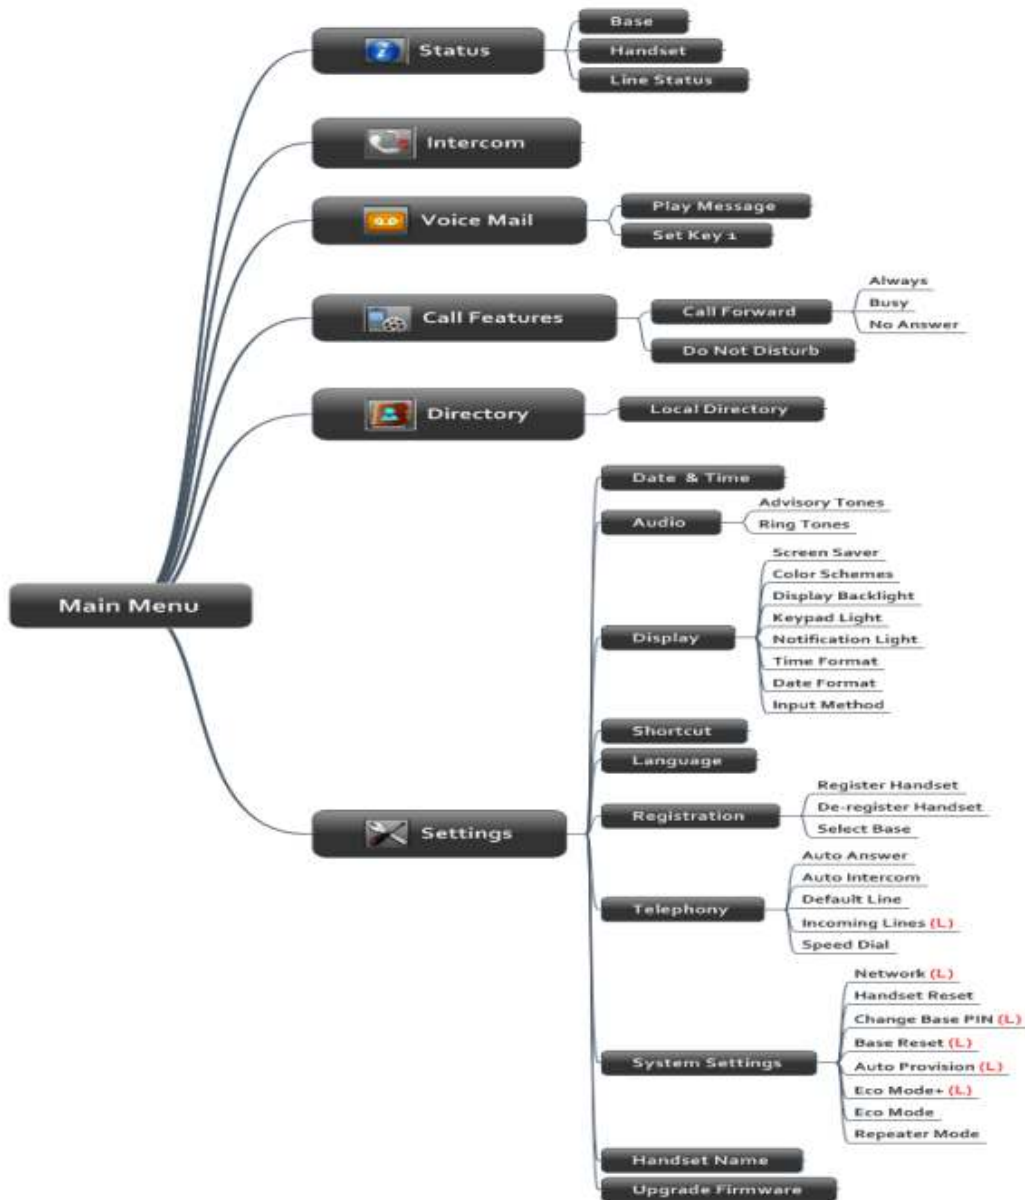 Main Menu
Status
Base
Handset
Line Status
Intercom
Voice Mail
Play Message
Set Key 1
Call Features
Call Forward
Always
Busy
No Answer
Do Not Disturb
Directory
Local Directory
Settings
Date & Time
Audio
Advisory Tones
Ring Tones
Display
Screen Saver
Color Schemes
Display Backlight
Keypad Light
Notification Light
Time Format
Date Format
Input Method
Shortcut
Language
Registration
Register Handset
De-register Handset
Select Base
Telephony
Auto Answer
Auto Intercom
Default Line
Incoming Lines (L)
Speed Dial
System Settings
Network (L)
Handset Reset
Change Base PIN (L)
Base Reset (L)
Auto Provision (L)
Eco Mode+ (L)
Eco Mode
Repeater Mode
Handset Name
Upgrade Firmware